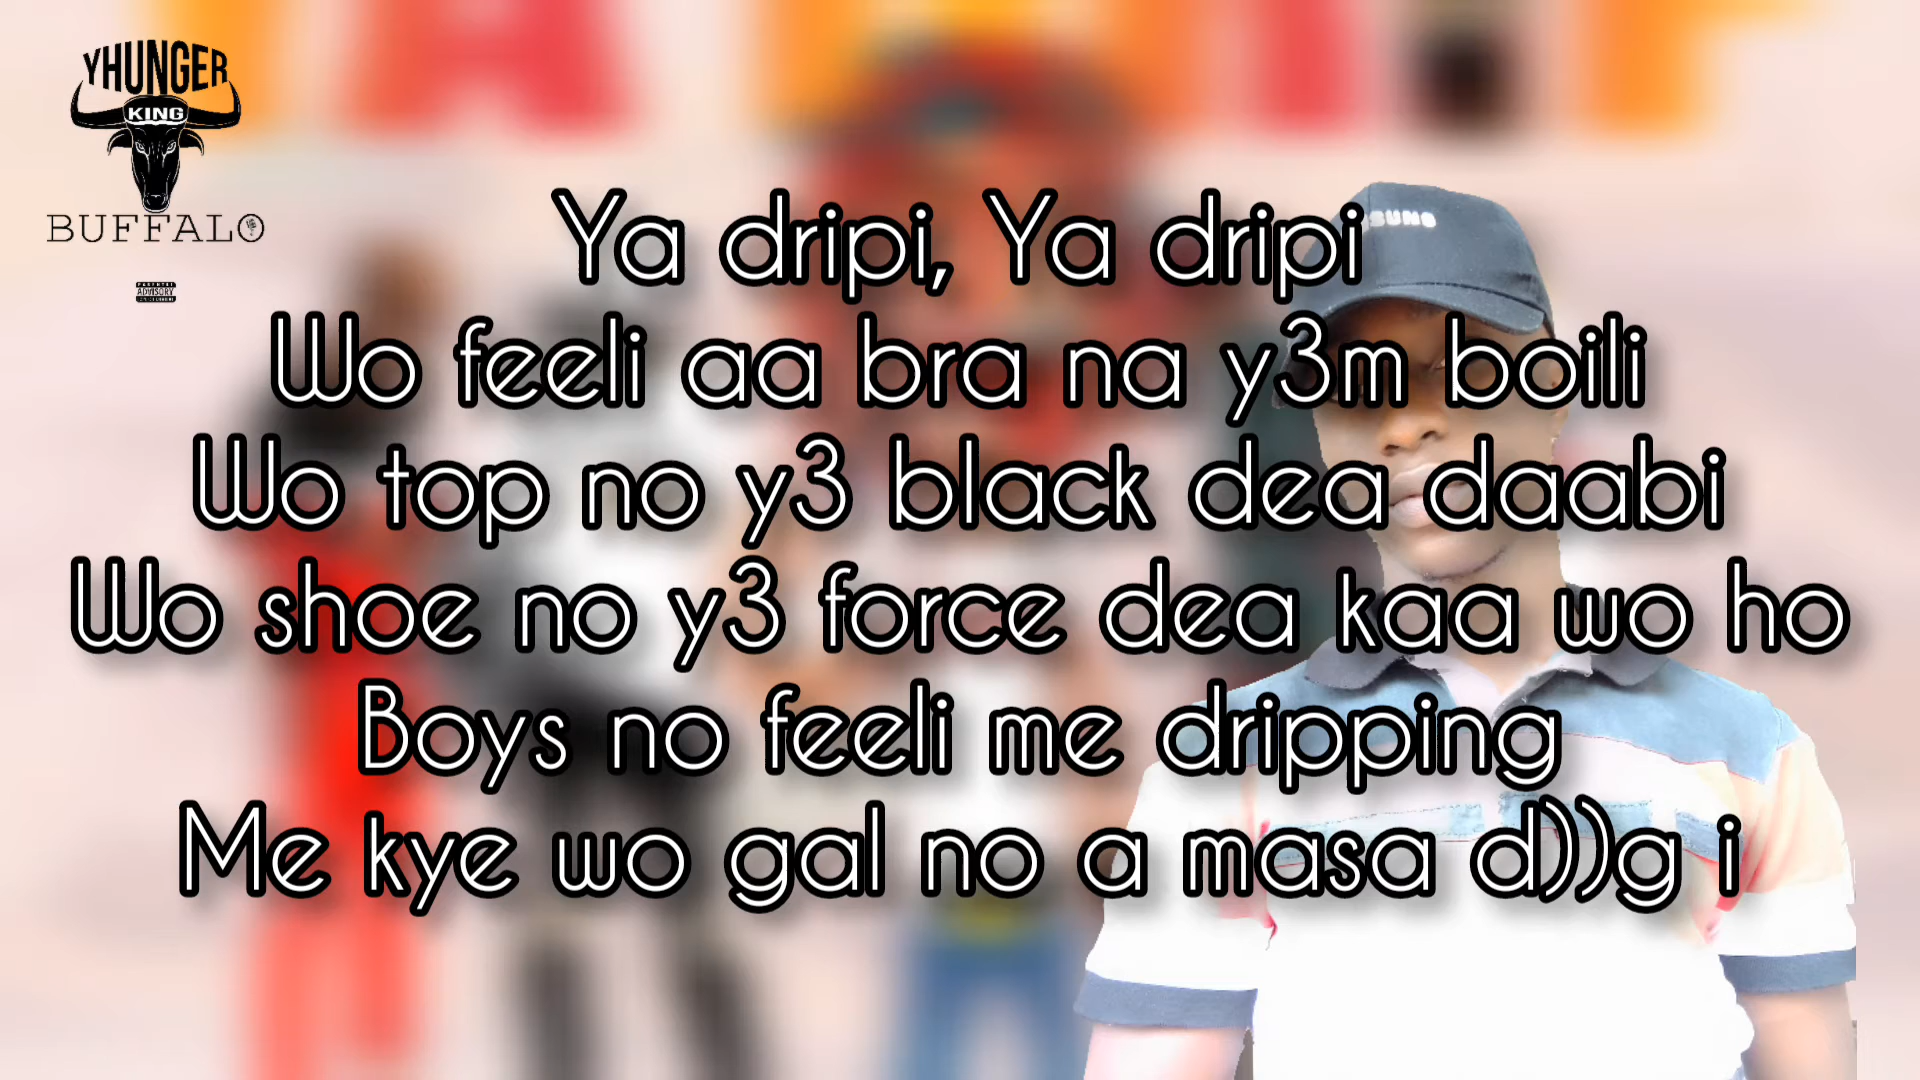 YHUNGER
KING
BUFFALO
ADVISORY
Ya dripi, Ya dripi
Wo feeli aa bra na y3m boili
Wo top no y3 black dea daabi
Wo shoe no y3 force dea kaa wo ho
Boys no feeli me dripping
Me kye wo gal no a masa d))g i